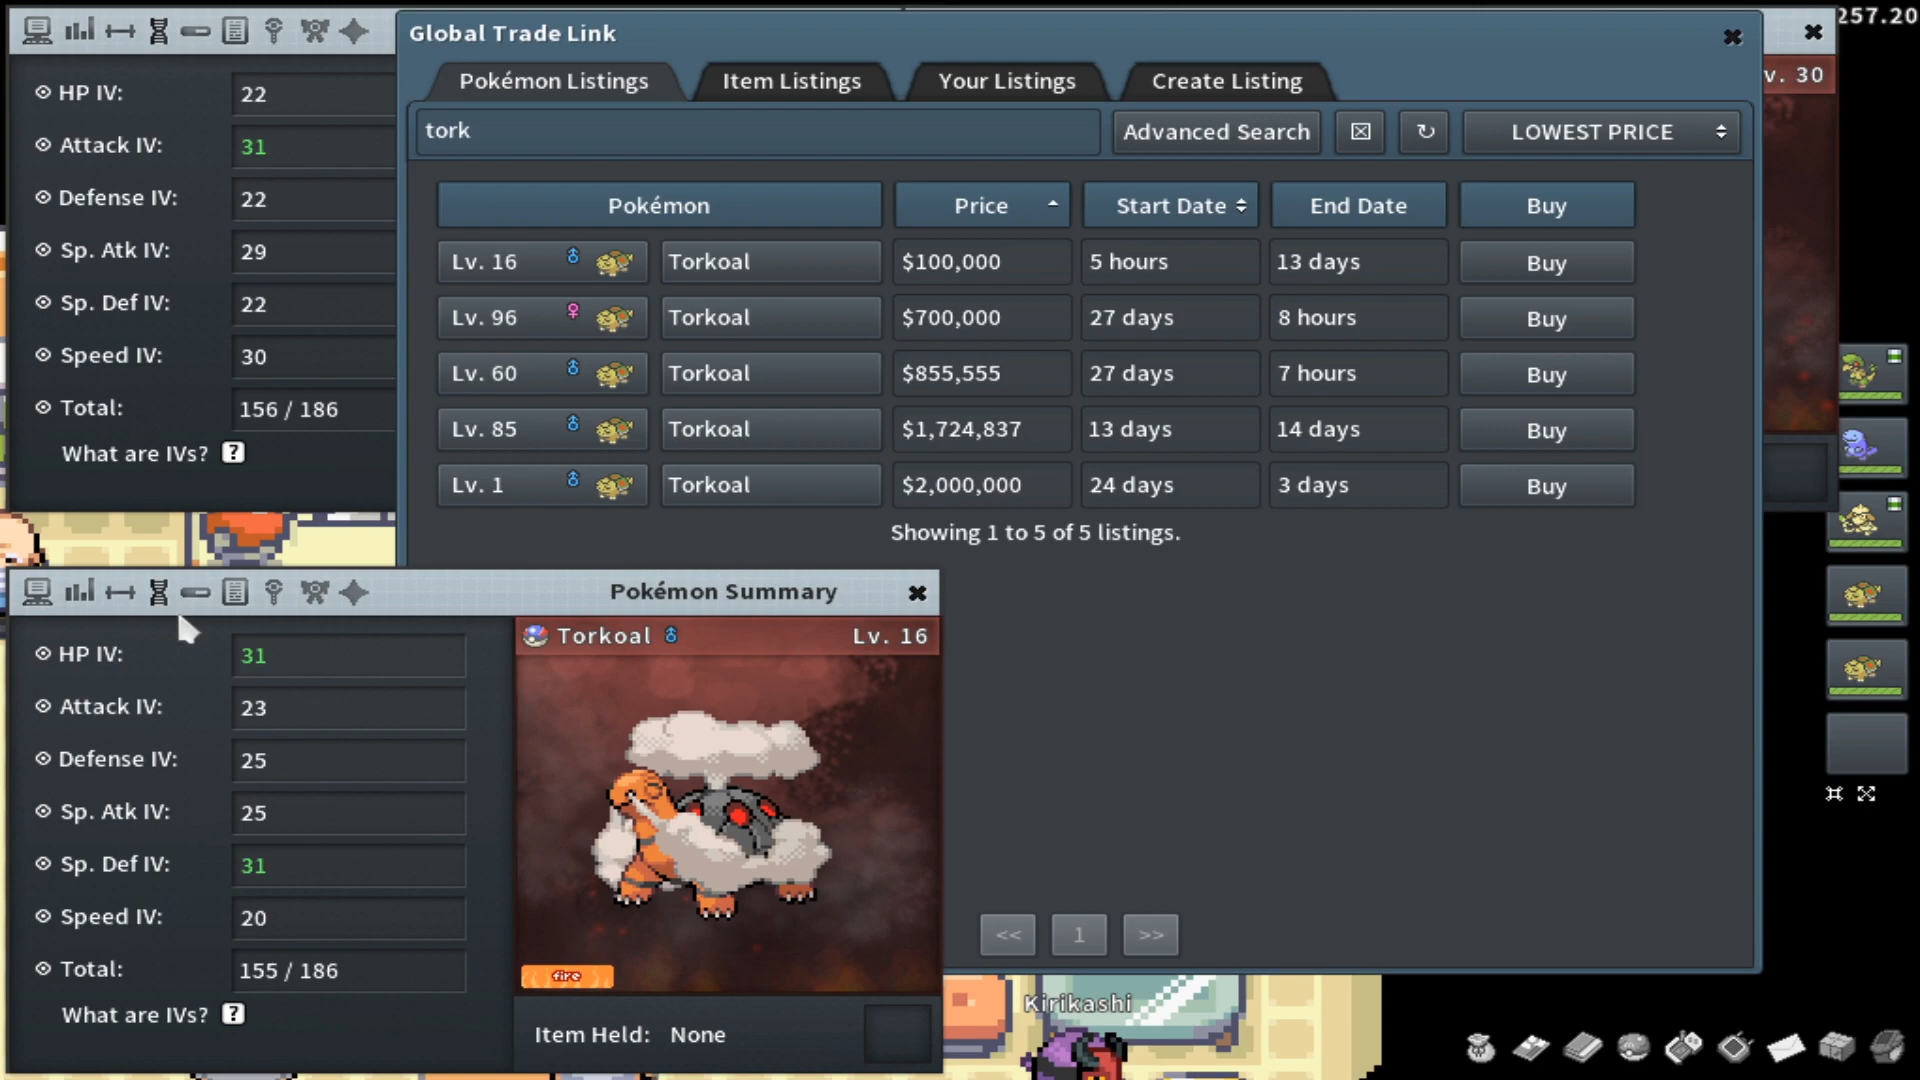 257.20
Global Trade Link
Pokémon Listings
Item Listings
Your Listings
Create Listing
tork
Advanced Search
LOWEST PRICE
Pokémon Price Start Date End Date Buy
Lv. 16 Torkoal $100,000 5 hours 13 days Buy
Lv. 96 Torkoal $700,000 27 days 8 hours Buy
Lv. 60 Torkoal $855,555 27 days 7 hours Buy
Lv. 85 Torkoal $1,724,837 13 days 14 days Buy
Lv. 1 Torkoal $2,000,000 24 days 3 days Buy
Showing 1 to 5 of 5 listings.
<< 1 >>
v. 30
HP IV: 22
Attack IV: 31
Defense IV: 22
Sp. Atk IV: 29
Sp. Def IV: 22
Speed IV: 30
Total: 156 / 186
What are IVs? ?
Pokémon Summary
HP IV: 31
Attack IV: 23
Defense IV: 25
Sp. Atk IV: 25
Sp. Def IV: 31
Speed IV: 20
Total: 155 / 186
What are IVs? ?
Torkoal Lv. 16
fire
Item Held: None
Kirikashi